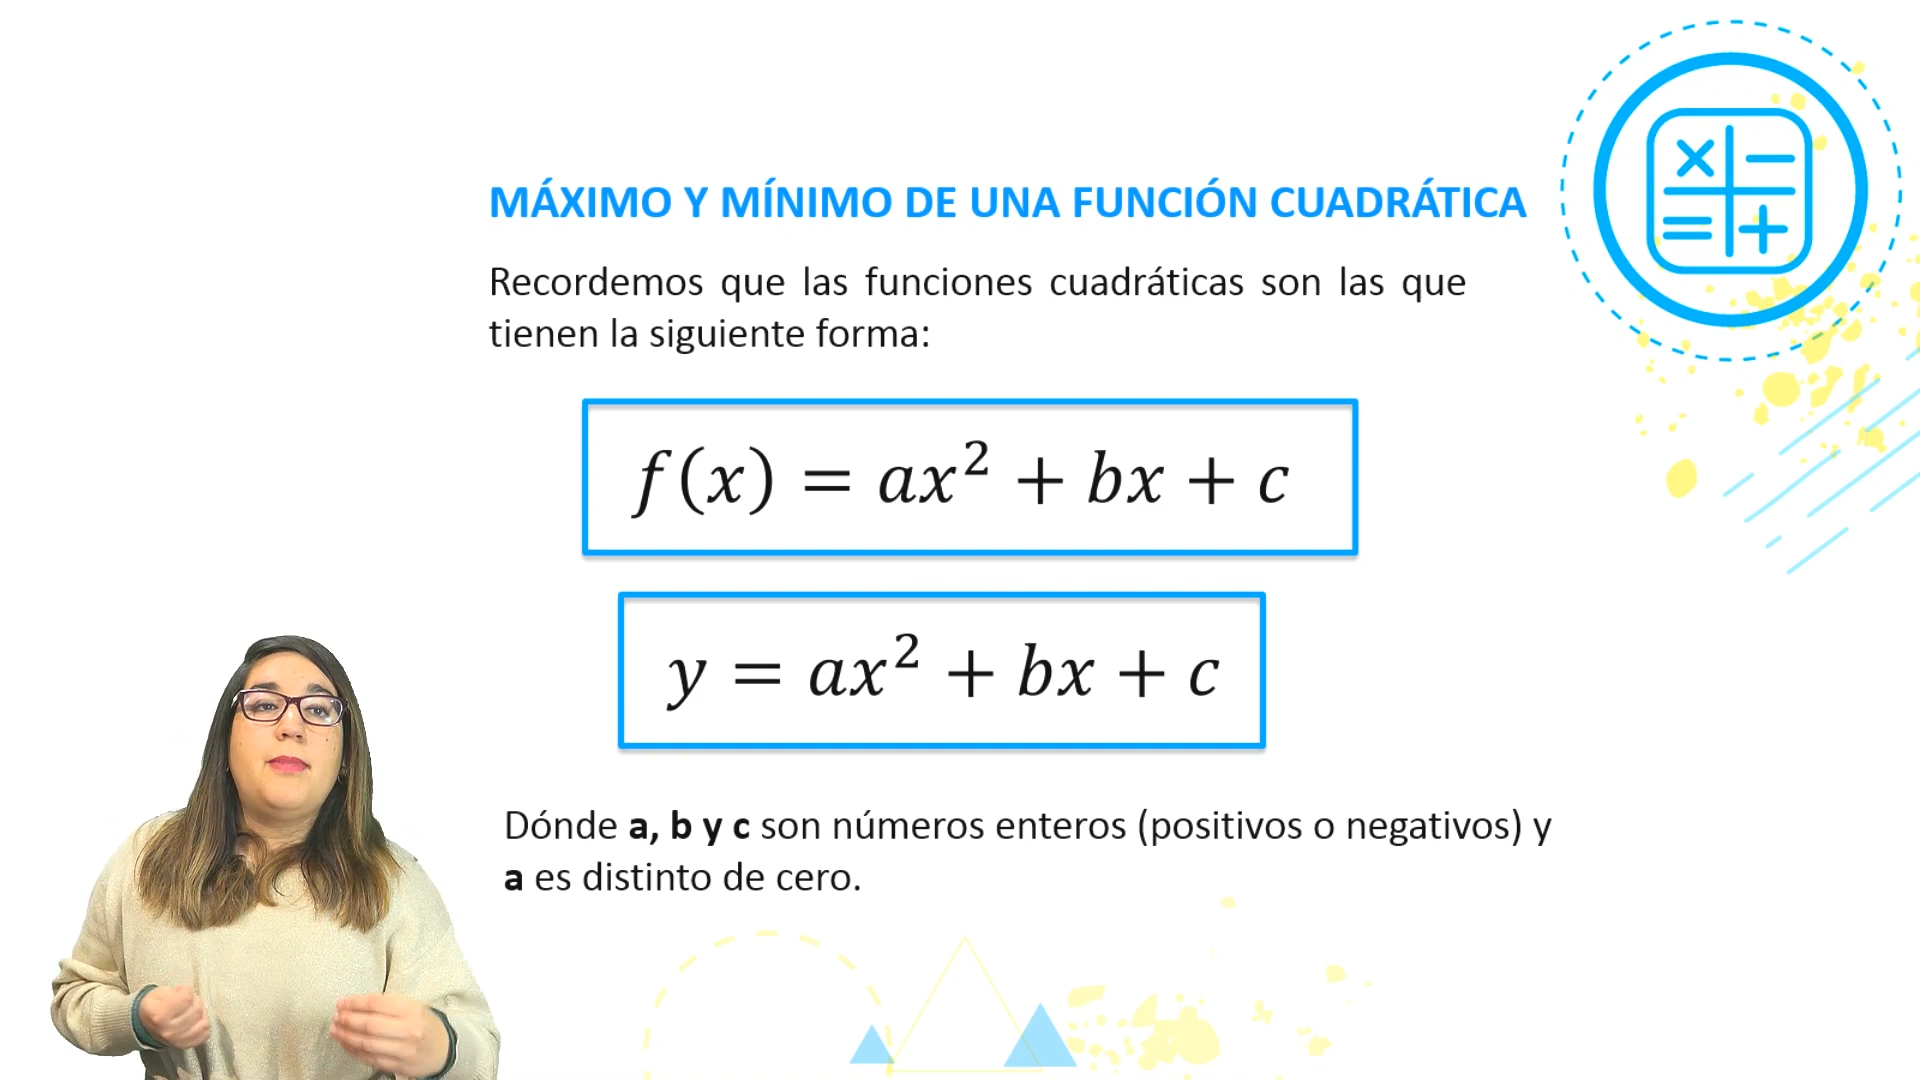 MÁXIMO Y MÍNIMO DE UNA FUNCIÓN CUADRÁTICA
Recordemos que las funciones cuadráticas son las que
tienen la siguiente forma:
f(x) = ax² + bx + c
y = ax² + bx + c
Dónde a, b y c son números enteros (positivos o negativos) y
a es distinto de cero.